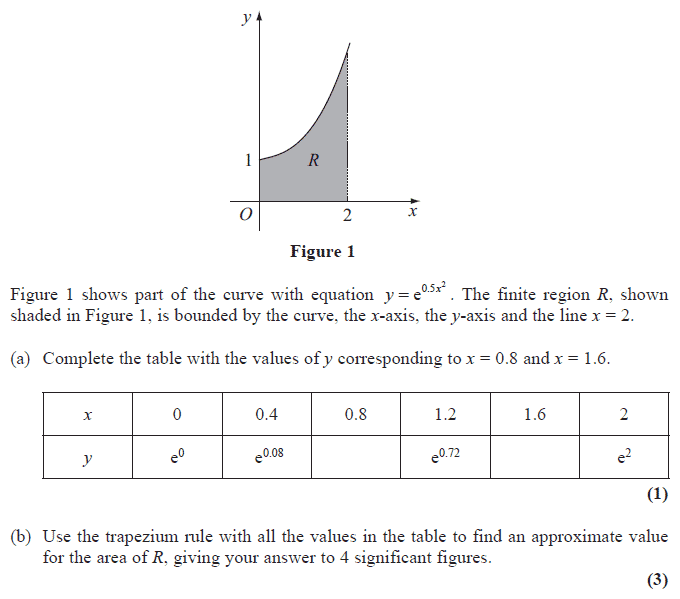 y
1
R
O
2
x
Figure 1
Figure 1 shows part of the curve with equation y = e^{0.5x^2}. The finite region R, shown
shaded in Figure 1, is bounded by the curve, the x-axis, the y-axis and the line x = 2.
(a) Complete the table with the values of y corresponding to x = 0.8 and x = 1.6.
x 0 0.4 0.8 1.2 1.6 2
y e^0 e^{0.08} e^{0.72} e^2
(1)
(b) Use the trapezium rule with all the values in the table to find an approximate value
for the area of R, giving your answer to 4 significant figures.
(3)